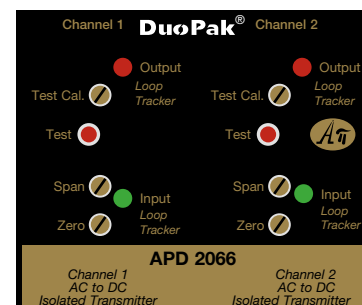 Channel 1 DuoPak® Channel 2
Output Output
Test Cal. Loop Tracker Test Cal. Loop Tracker
Test Test Aπ
Span Span
Input Input
Loop Loop
Zero Tracker Zero Tracker
APD 2066
Channel 1 Channel 2
AC to DC AC to DC
Isolated Transmitter Isolated Transmitter